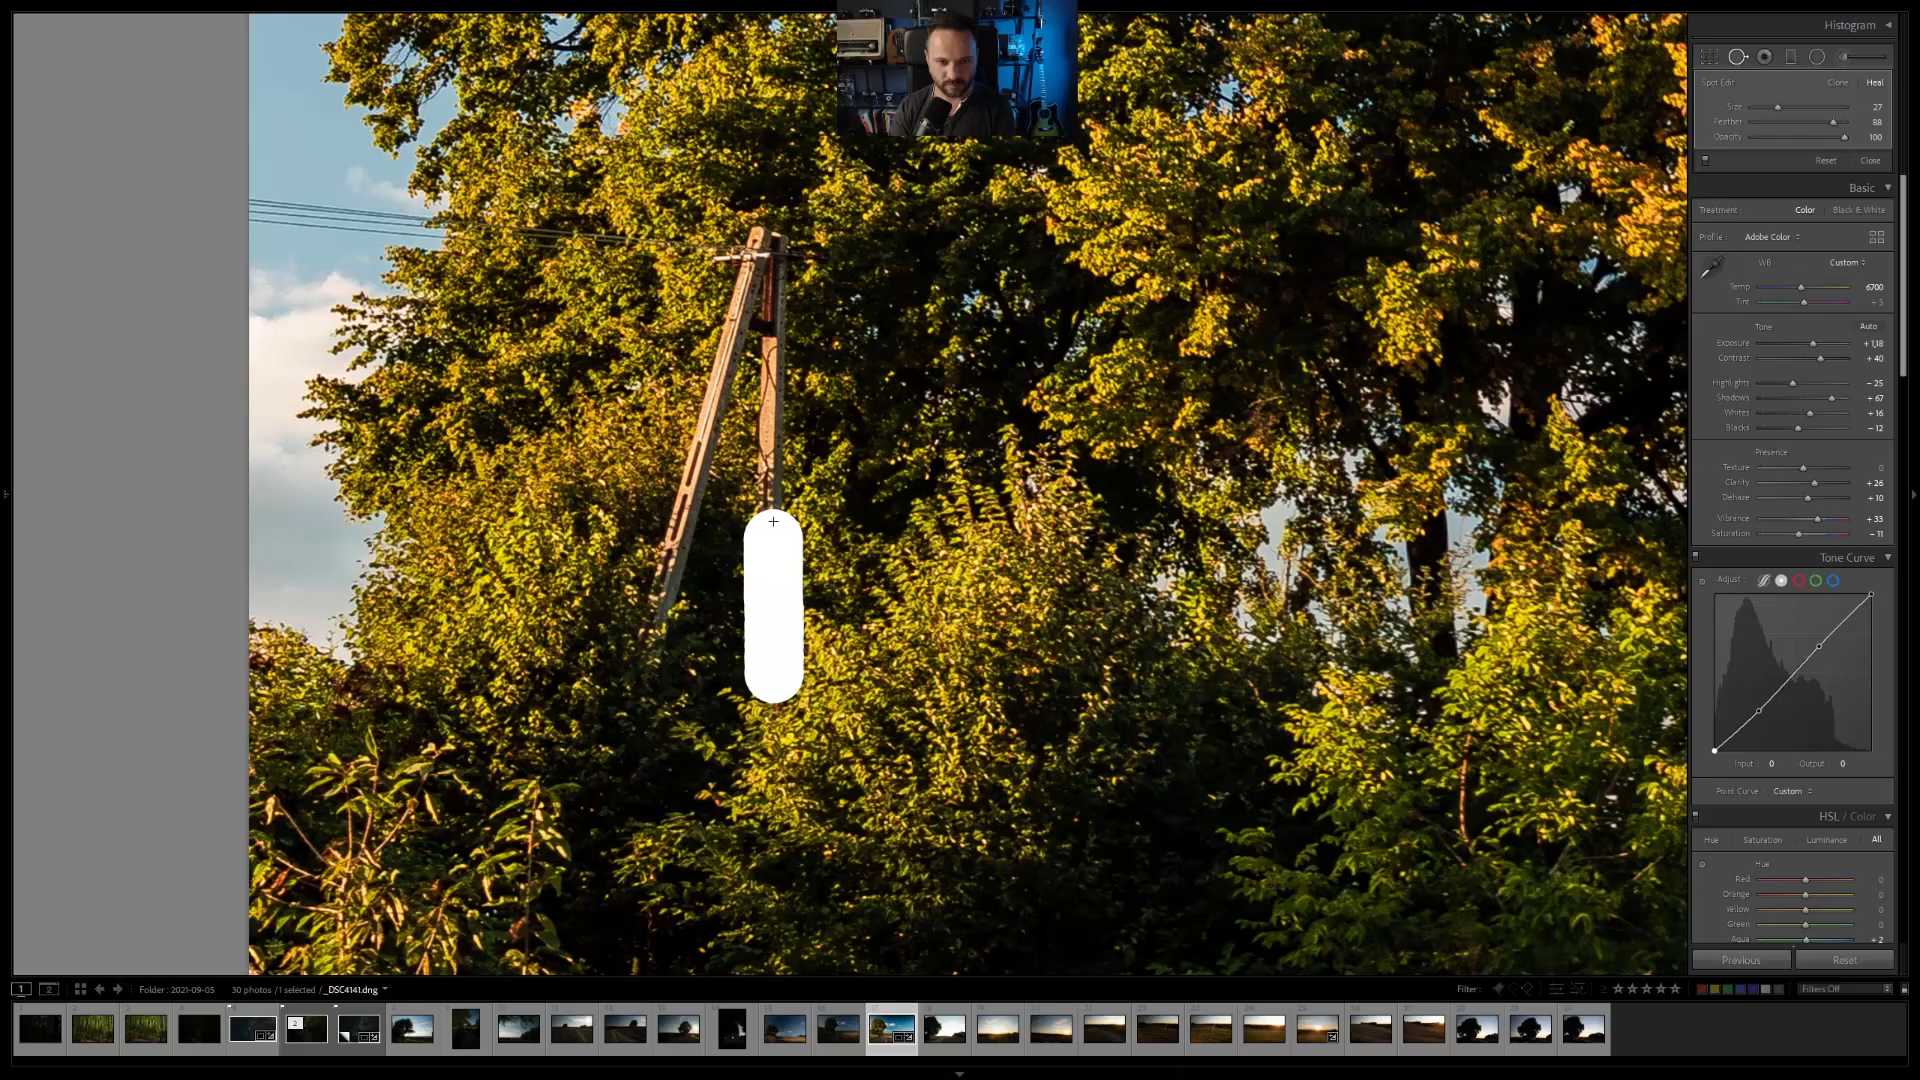 Histogram
Spot Edit : Clone Heal
Size 27
Feather 88
Opacity 100
Reset Close
Basic
Treatment : Color Black & White
Profile : Adobe Color
WB : Custom
Temp 6700
Tint + 3
Tone Auto
Exposure + 1,18
Contrast + 40
Highlights − 25
Shadows + 67
Whites + 16
Blacks − 12
Presence
Texture 0
Clarity + 26
Dehaze + 10
Vibrance + 33
Saturation − 11
Tone Curve
Adjust :
Input : 0 Output : 0
Point Curve : Custom
HSL / Color
Hue Saturation Luminance All
Hue
Red 0
Orange 0
Yellow 0
Green 0
Aqua + 2
Previous Reset
1 2 Folder : 2021-09-05 30 photos / 1 selected / _DSC4141.dng Filter : Filters Off
2